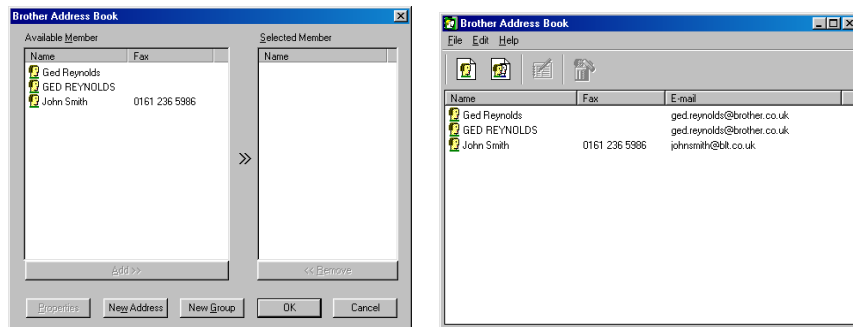 Brother Address Book
Available Member
Selected Member
Name Fax
Name
Ged Reynolds
GED REYNOLDS
John Smith 0161 236 5986
Add >>
<< Remove
Properties
New Address
New Group
OK
Cancel
Brother Address Book
File Edit Help
Name Fax E-mail
Ged Reynolds ged.reynolds@brother.co.uk
GED REYNOLDS ged.reynolds@brother.co.uk
John Smith 0161 236 5986 johnsmith@blt.co.uk